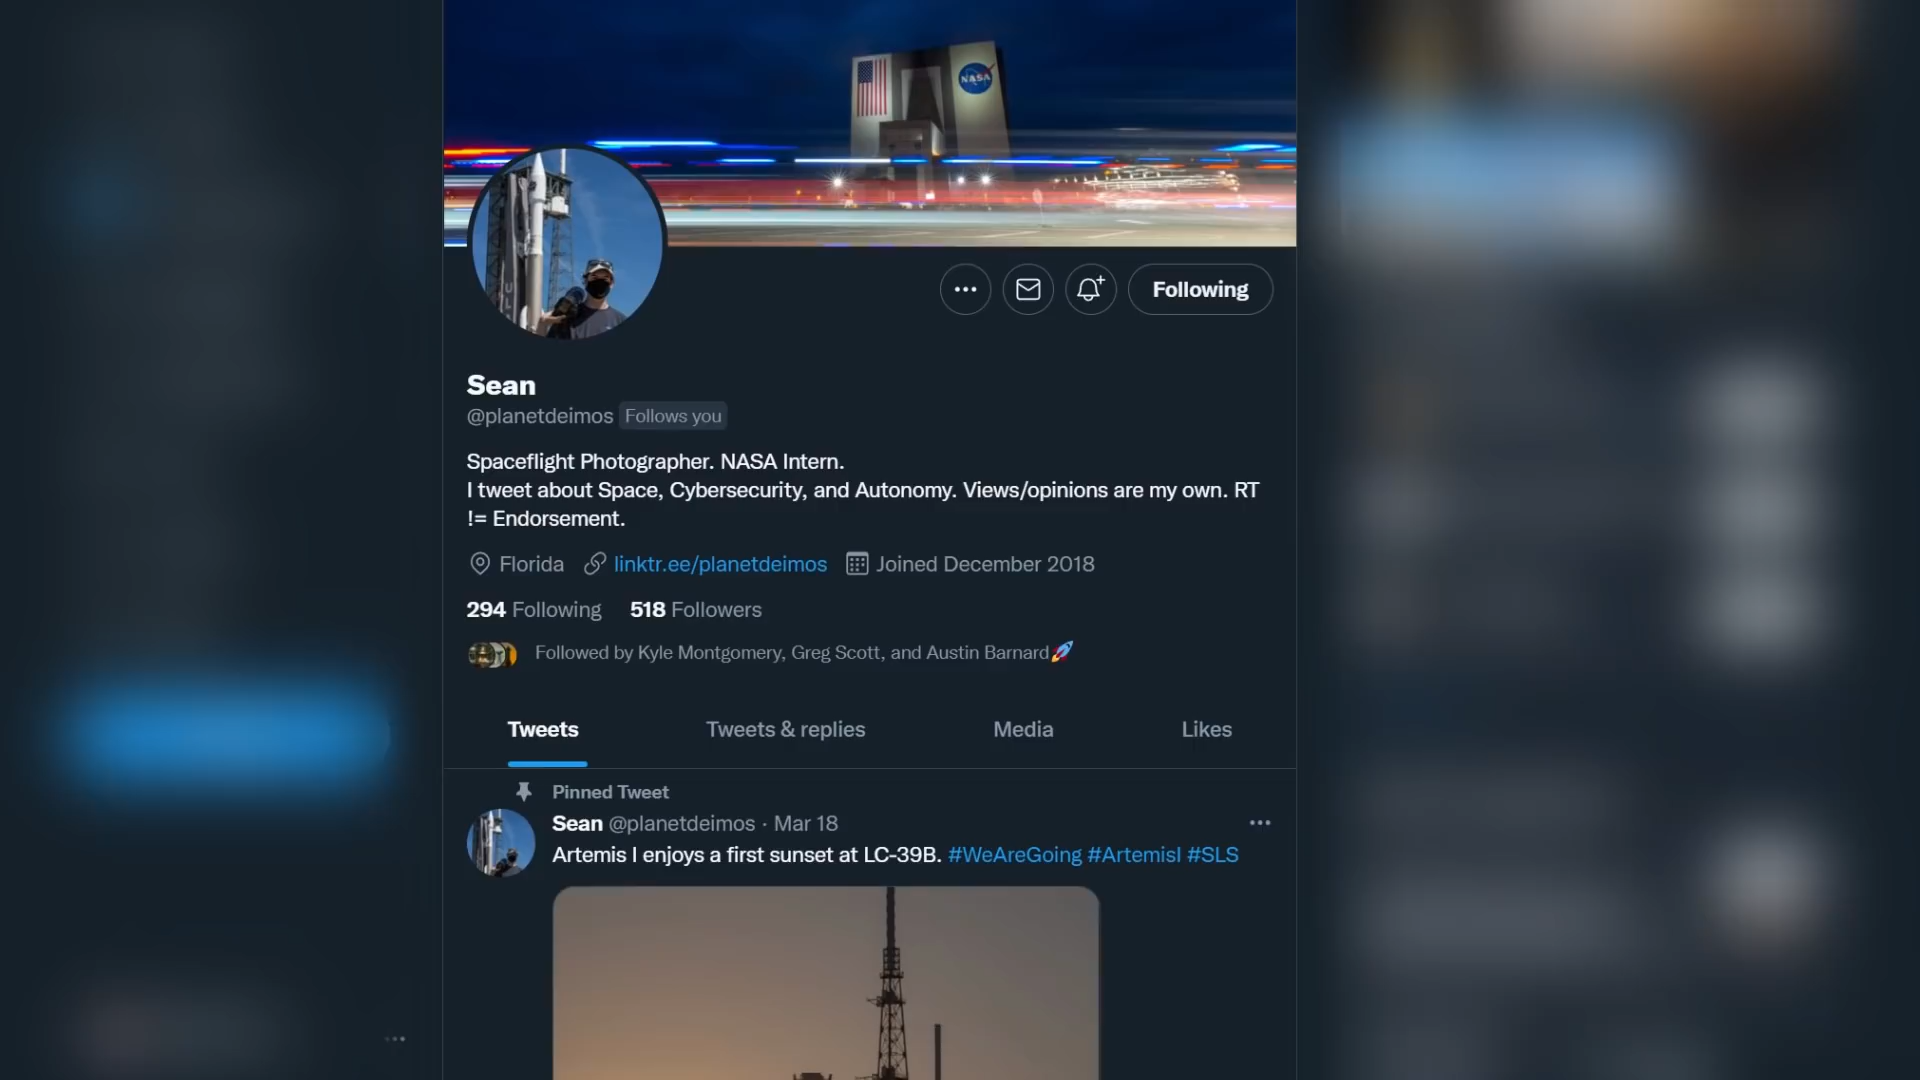 NASA
Following
Sean
@planetdeimos Follows you
Spaceflight Photographer. NASA Intern.
I tweet about Space, Cybersecurity, and Autonomy. Views/opinions are my own. RT
!= Endorsement.
Florida linktr.ee/planetdeimos Joined December 2018
294 Following 518 Followers
Followed by Kyle Montgomery, Greg Scott, and Austin Barnard🚀
Tweets Tweets & replies Media Likes
Pinned Tweet
Sean @planetdeimos · Mar 18
Artemis I enjoys a first sunset at LC-39B. #WeAreGoing #ArtemisI #SLS